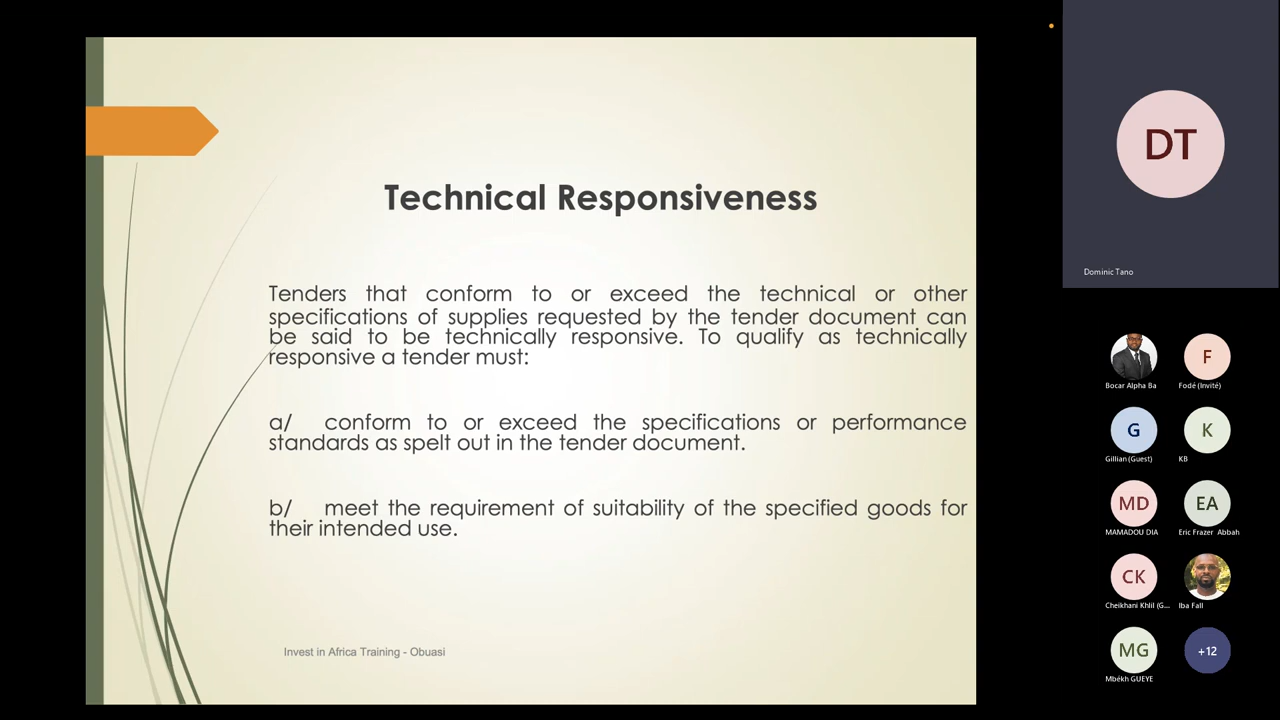 Technical Responsiveness
Tenders that conform to or exceed the technical or other
specifications of supplies requested by the tender document can
be said to be technically responsive. To qualify as technically
responsive a tender must:
a/ conform to or exceed the specifications or performance
standards as spelt out in the tender document.
b/ meet the requirement of suitability of the specified goods for
their intended use.
Invest in Africa Training - Obuasi
DT
Dominic Tano
F
Bocar Alpha Ba
Fodé (Invité)
G
K
Gillian (Guest)
KB
MD
EA
MAMADOU DIA
Eric Frazer Abbah
CK
Cheikhani Khlil (G...
Iba Fall
MG
+12
Mbékh GUEYE